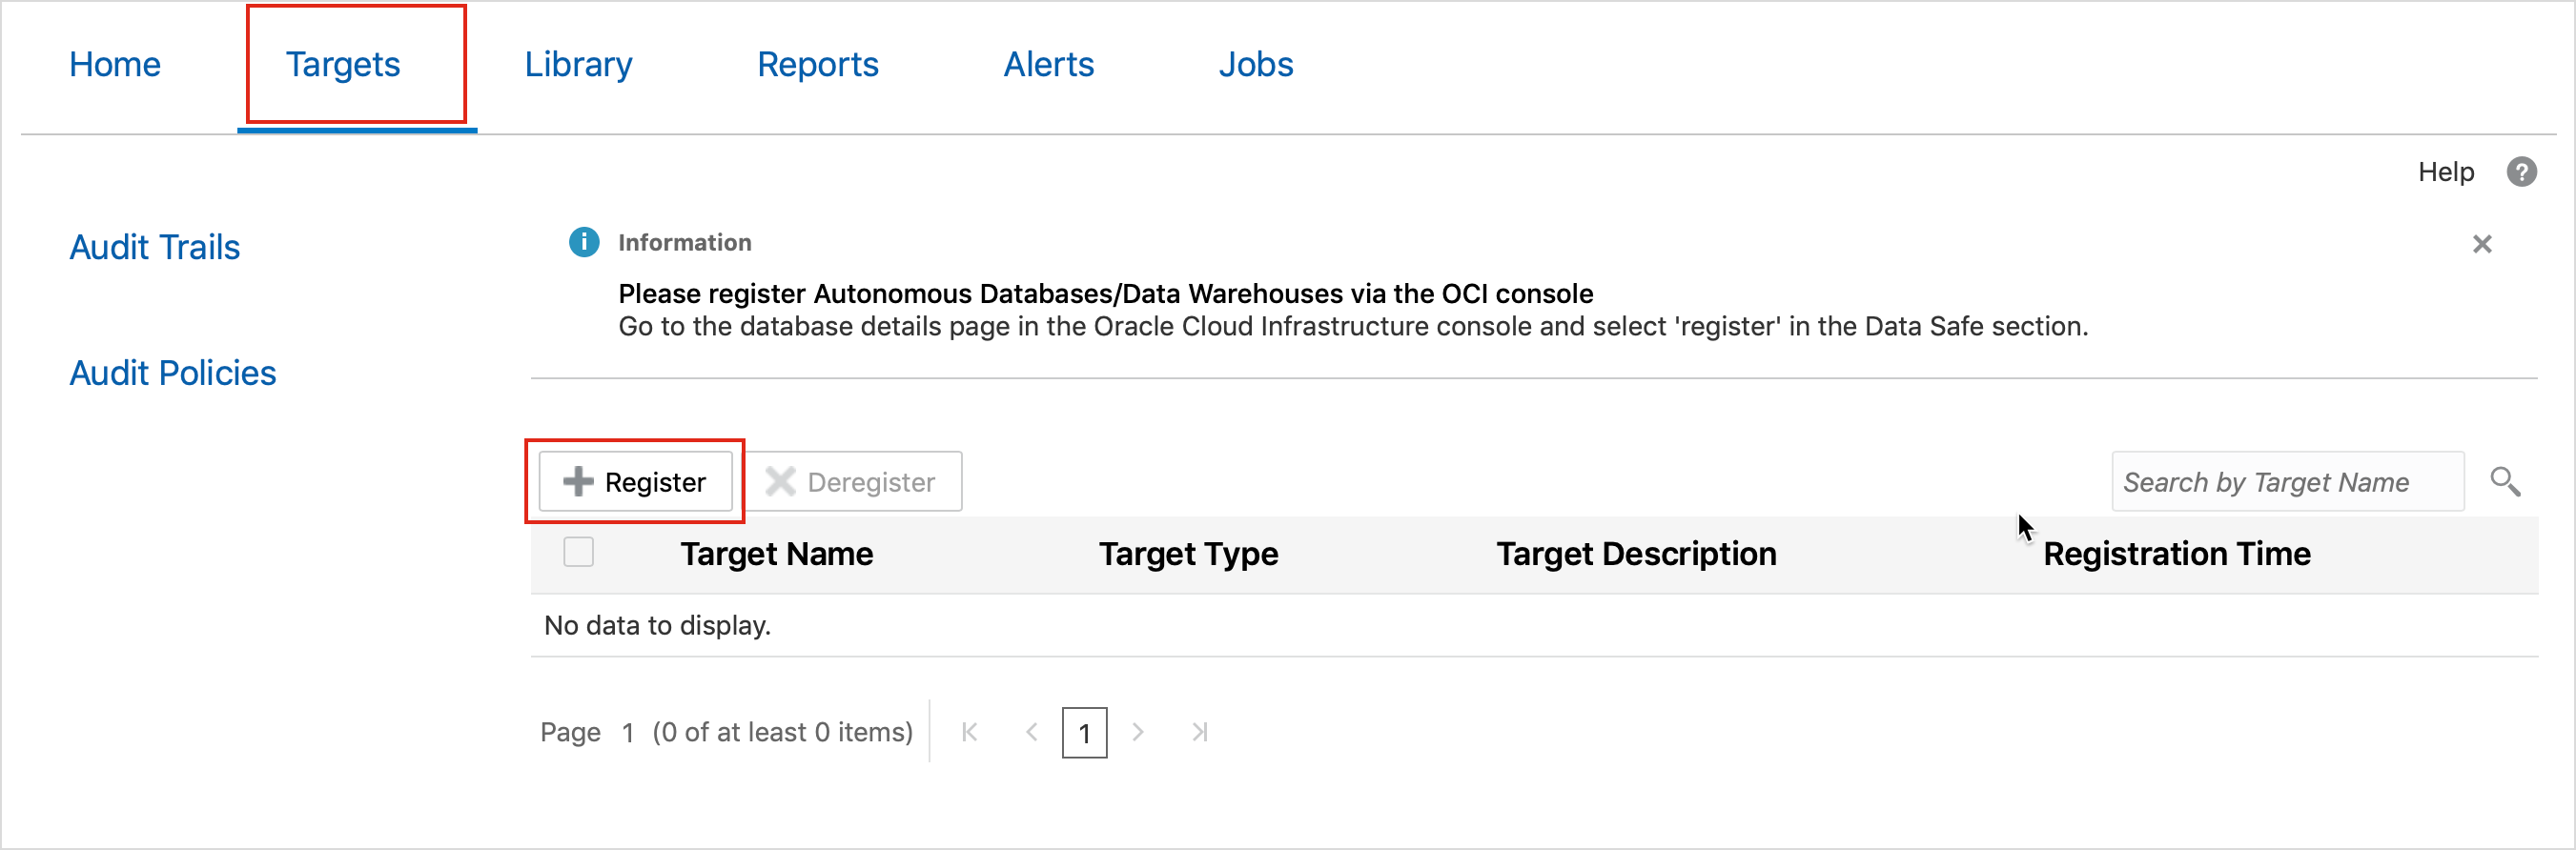 Home Targets Library Reports Alerts Jobs
Help ?
Audit Trails
Audit Policies
i Information
Please register Autonomous Databases/Data Warehouses via the OCI console
Go to the database details page in the Oracle Cloud Infrastructure console and select 'register' in the Data Safe section.
Register Deregister Search by Target Name
Target Name Target Type Target Description Registration Time
No data to display.
Page 1 (0 of at least 0 items) 1